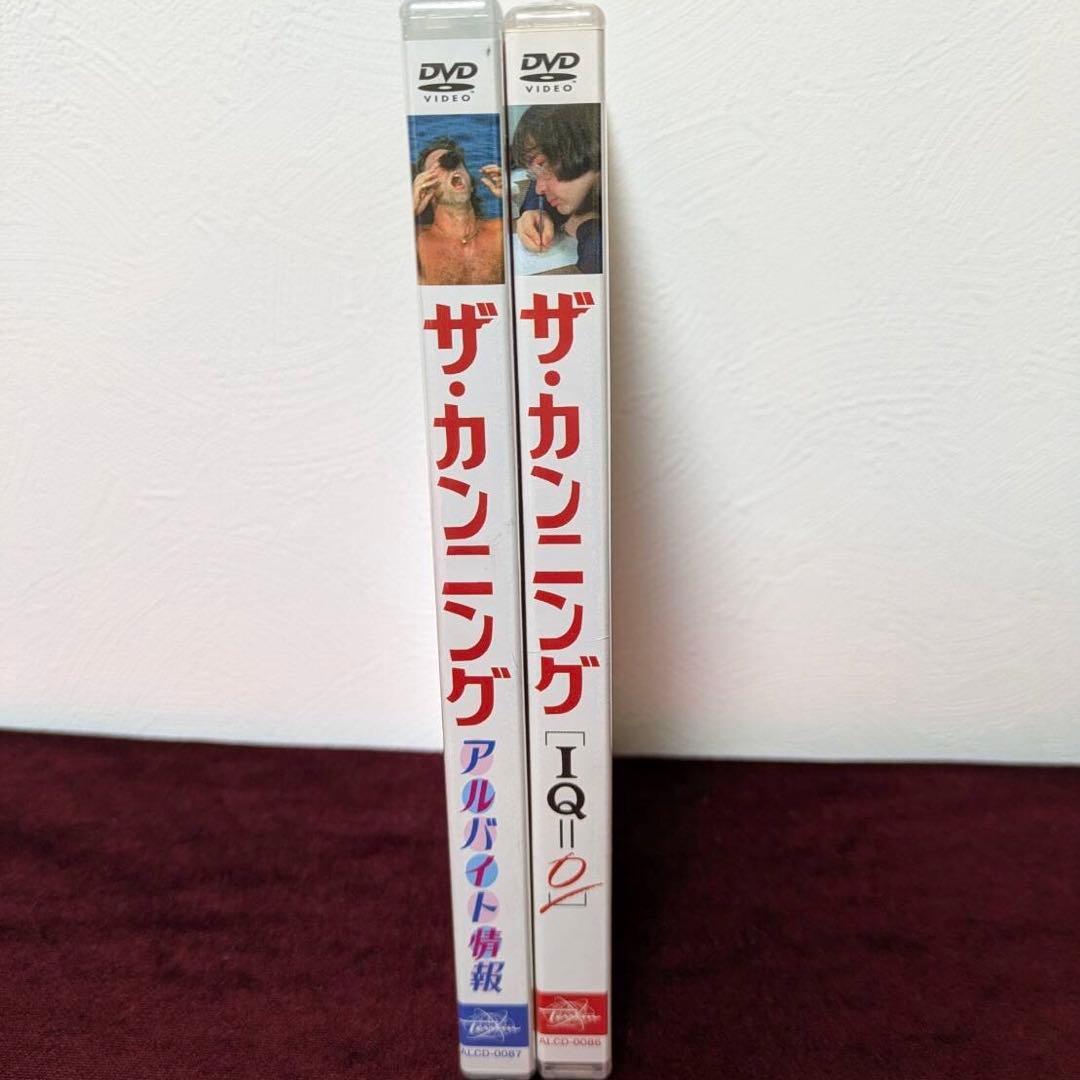 DVD
VIDEO
ザ・カンニング
アルバイト情報
ALCD-0087
DVD
VIDEO
ザ・カンニング
[IQ=0]
ALCD-0086